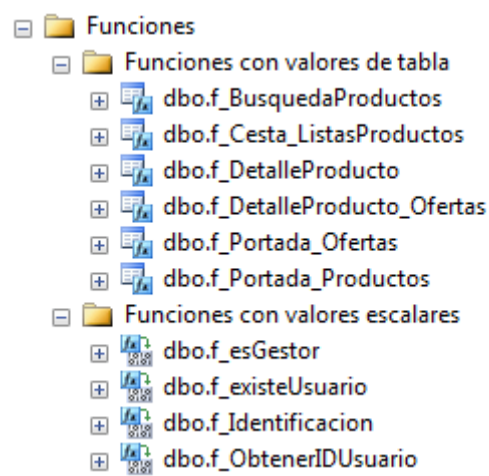 Funciones
Funciones con valores de tabla
dbo.f_BusquedaProductos
dbo.f_Cesta_ListasProductos
dbo.f_DetalleProducto
dbo.f_DetalleProducto_Ofertas
dbo.f_Portada_Ofertas
dbo.f_Portada_Productos
Funciones con valores escalares
dbo.f_esGestor
dbo.f_existeUsuario
dbo.f_Identificacion
dbo.f_ObtenerIDUsuario